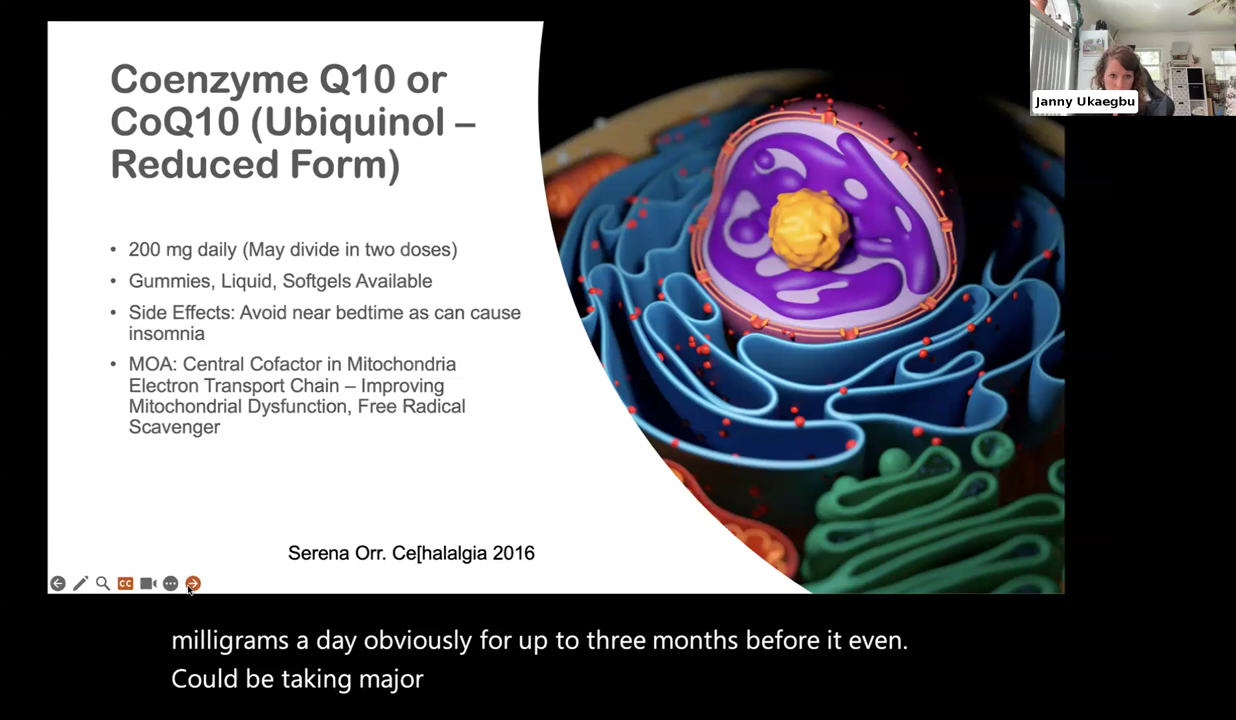 Coenzyme Q10 or
CoQ10 (Ubiquinol –
Reduced Form)
• 200 mg daily (May divide in two doses)
• Gummies, Liquid, Softgels Available
• Side Effects: Avoid near bedtime as can cause
insomnia
• MOA: Central Cofactor in Mitochondria
Electron Transport Chain – Improving
Mitochondrial Dysfunction, Free Radical
Scavenger
Serena Orr. Ce[halalgia 2016
CC
Janny Ukaegbu
milligrams a day obviously for up to three months before it even.
Could be taking major